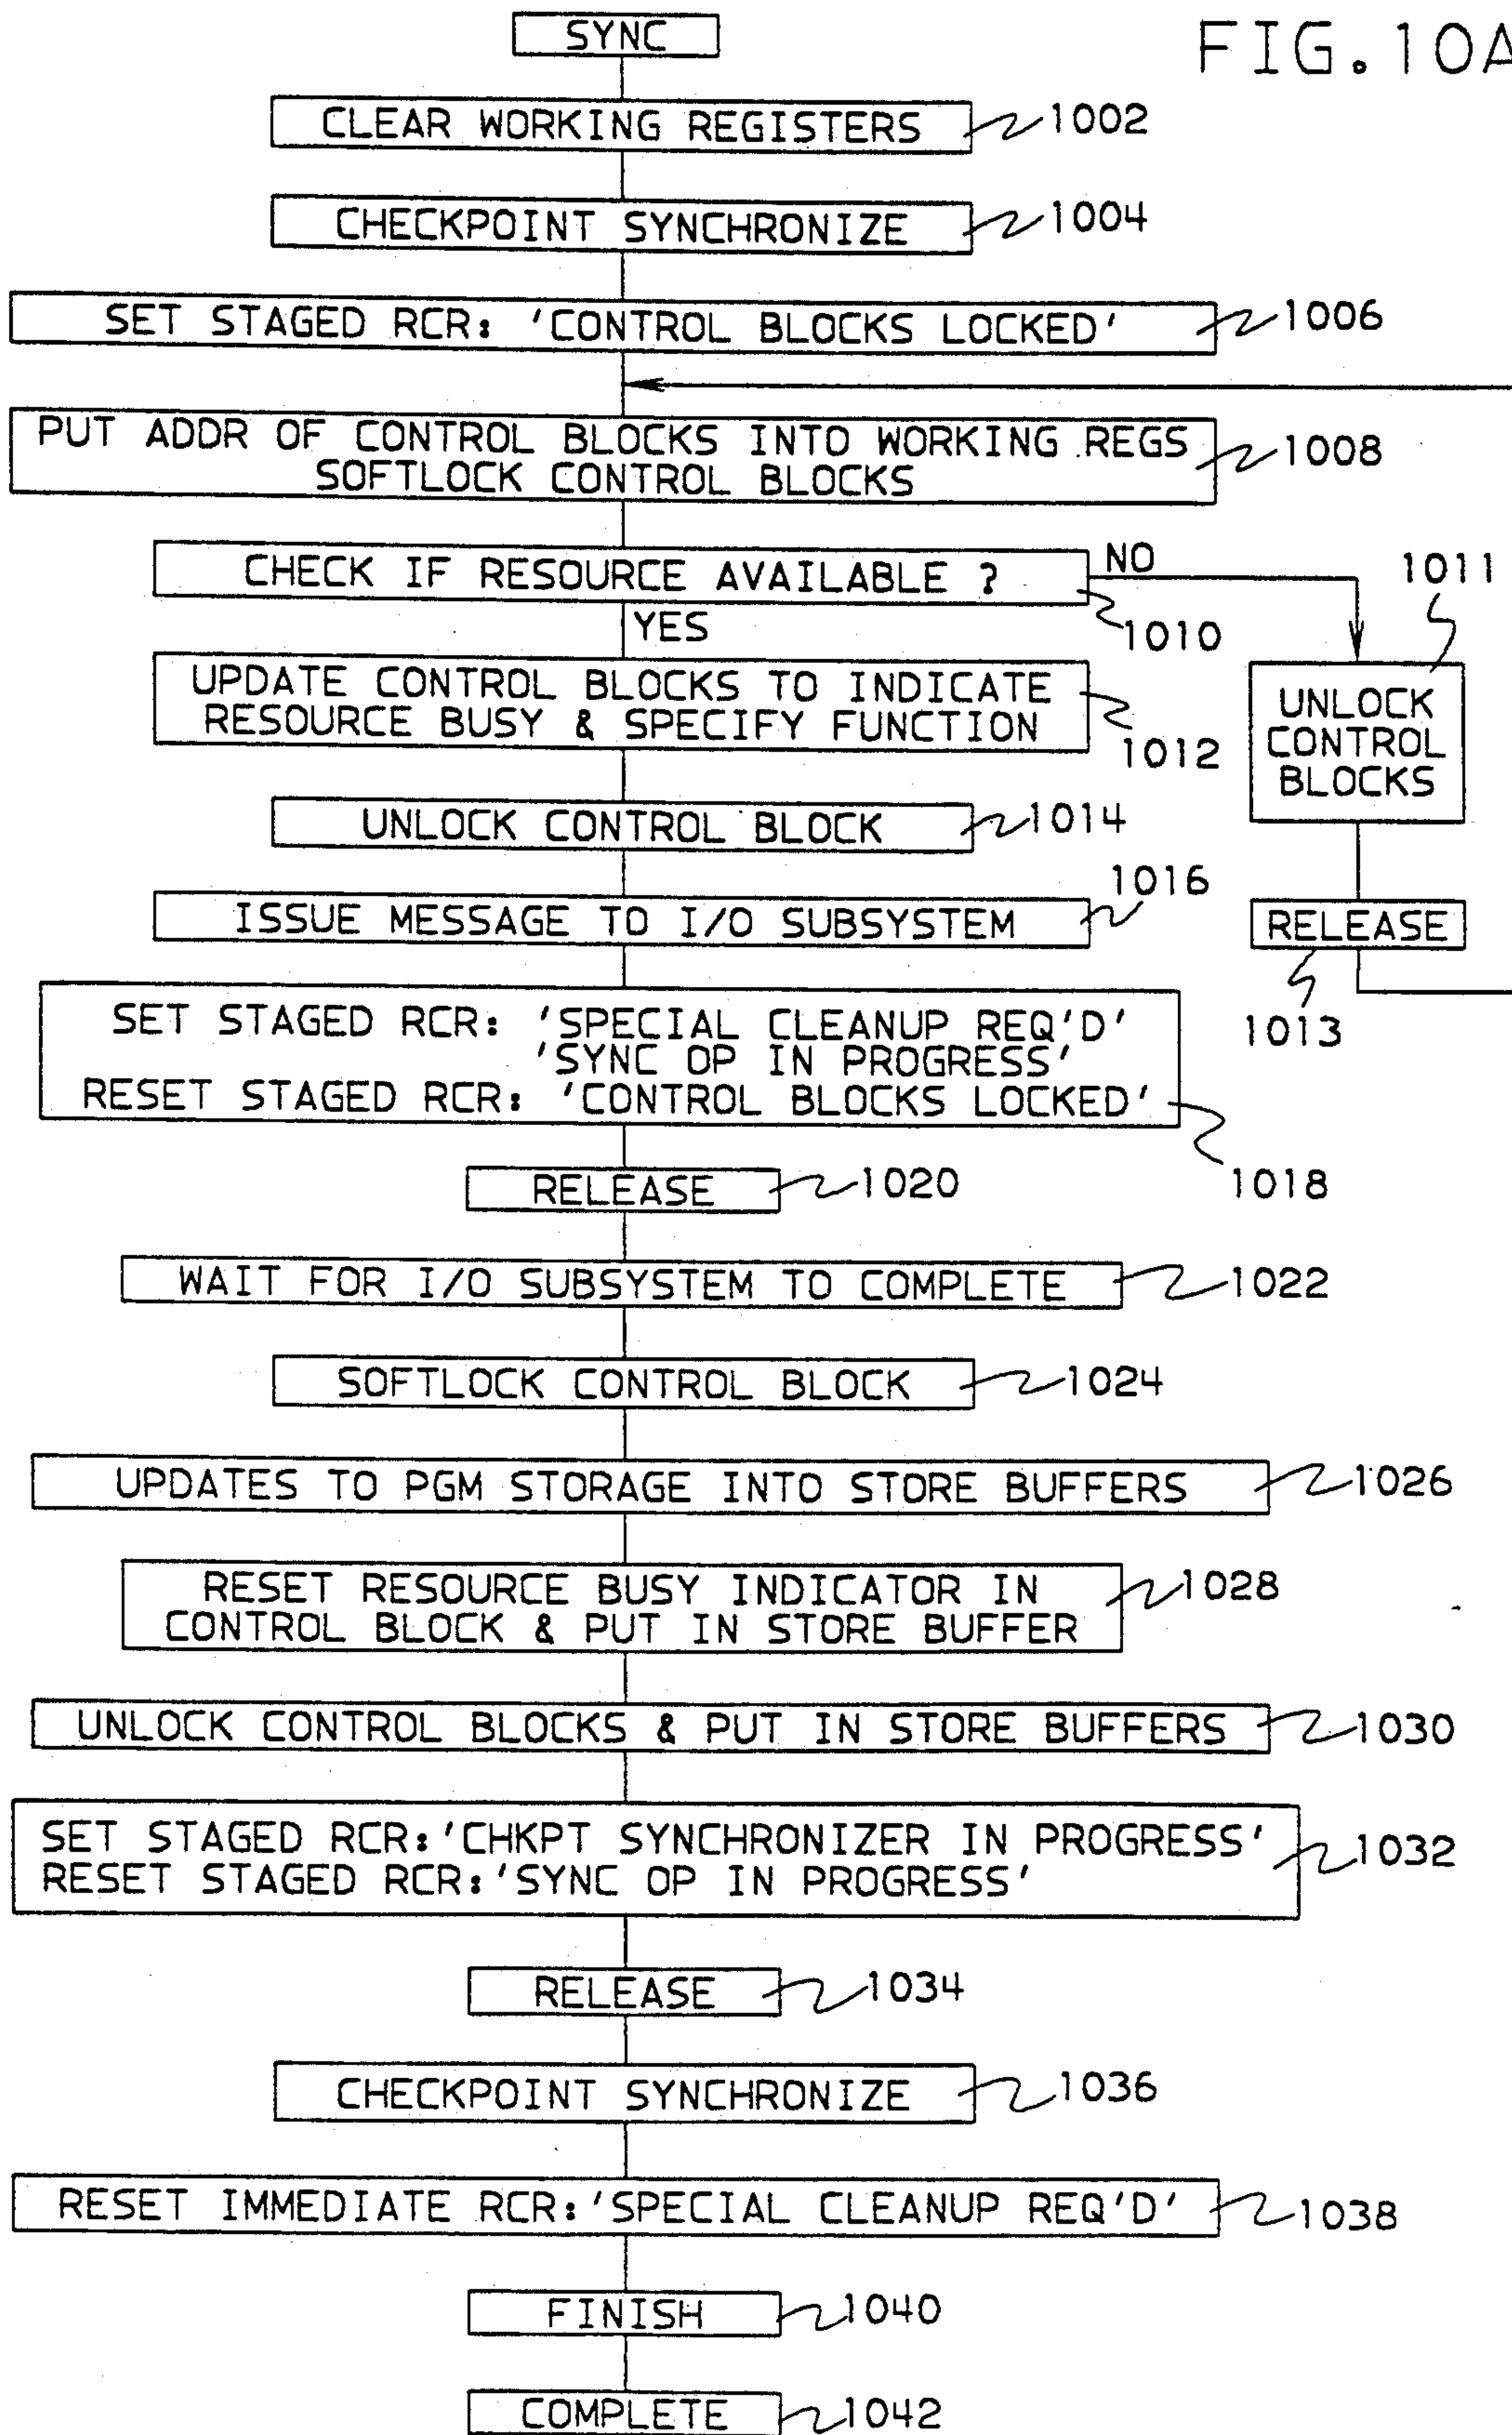 SYNC
FIG.10A
CLEAR WORKING REGISTERS
1002
CHECKPOINT SYNCHRONIZE
1004
SET STAGED RCR: 'CONTROL BLOCKS LOCKED'
1006
PUT ADDR OF CONTROL BLOCKS INTO WORKING REGS
SOFTLOCK CONTROL BLOCKS
1008
CHECK IF RESOURCE AVAILABLE ?
NO
1010
YES
1011
UNLOCK
CONTROL
BLOCKS
UPDATE CONTROL BLOCKS TO INDICATE
RESOURCE BUSY & SPECIFY FUNCTION
1012
UNLOCK CONTROL BLOCK
1014
ISSUE MESSAGE TO I/O SUBSYSTEM
1016
RELEASE
1013
SET STAGED RCR: 'SPECIAL CLEANUP REQ'D'
'SYNC OP IN PROGRESS'
RESET STAGED RCR: 'CONTROL BLOCKS LOCKED'
1018
RELEASE
1020
WAIT FOR I/O SUBSYSTEM TO COMPLETE
1022
SOFTLOCK CONTROL BLOCK
1024
UPDATES TO PGM STORAGE INTO STORE BUFFERS
1026
RESET RESOURCE BUSY INDICATOR IN
CONTROL BLOCK & PUT IN STORE BUFFER
1028
UNLOCK CONTROL BLOCKS & PUT IN STORE BUFFERS
1030
SET STAGED RCR:'CHKPT SYNCHRONIZER IN PROGRESS'
RESET STAGED RCR:'SYNC OP IN PROGRESS'
1032
RELEASE
1034
CHECKPOINT SYNCHRONIZE
1036
RESET IMMEDIATE RCR:'SPECIAL CLEANUP REQ'D'
1038
FINISH
1040
COMPLETE
1042